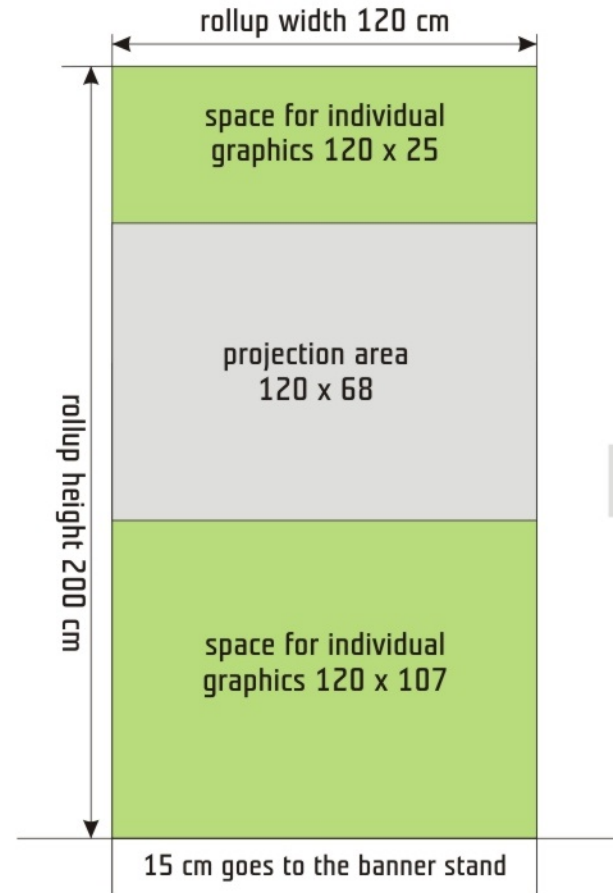 rollup width 120 cm
space for individual
graphics 120 x 25
projection area
120 x 68
rollup height 200 cm
space for individual
graphics 120 x 107
15 cm goes to the banner stand